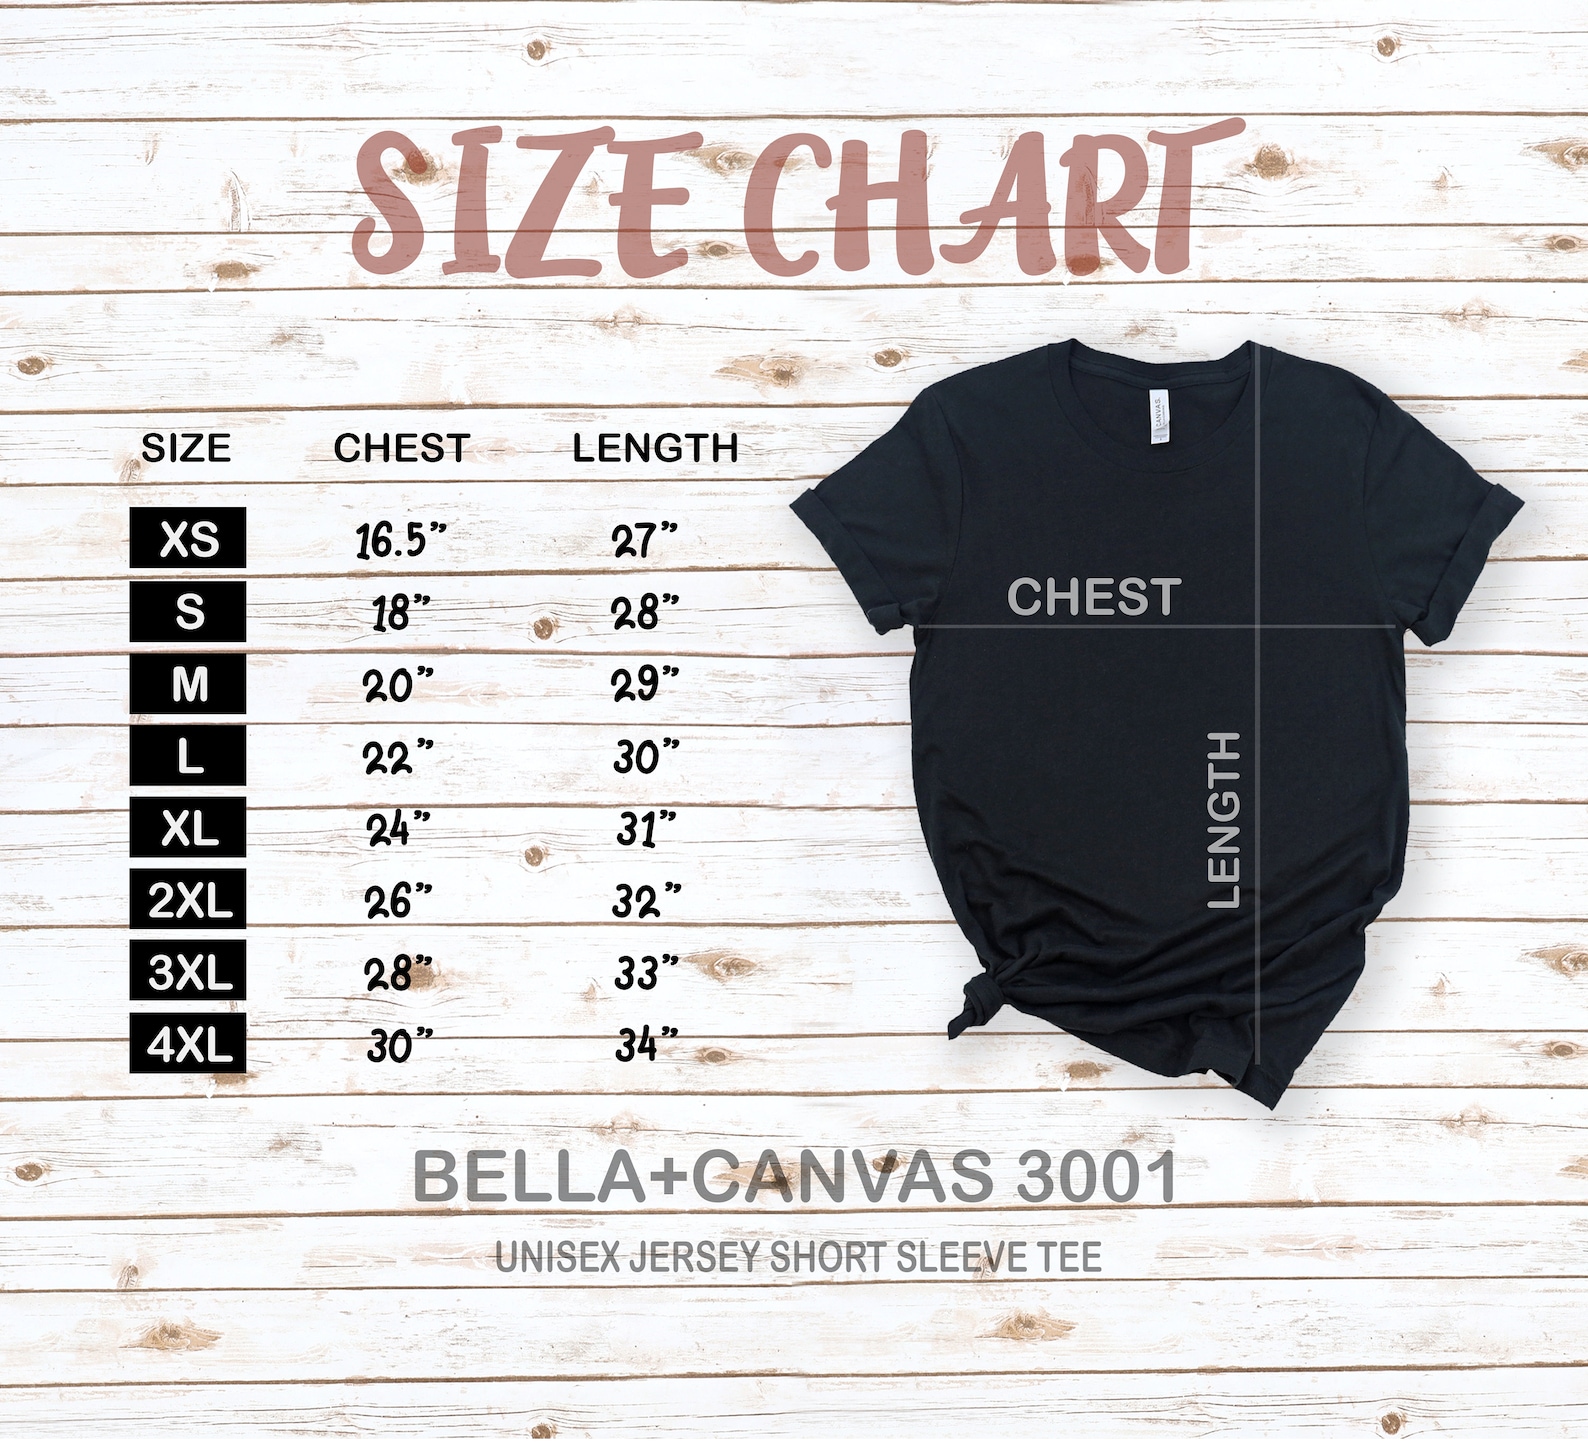 SIZE CHART
SIZE CHEST LENGTH
XS 16.5” 27”
S 18” 28”
M 20” 29”
L 22” 30”
XL 24” 31”
2XL 26” 32”
3XL 28” 33”
4XL 30” 34”
CANVAS.
CHEST
LENGTH
BELLA+CANVAS 3001
UNISEX JERSEY SHORT SLEEVE TEE